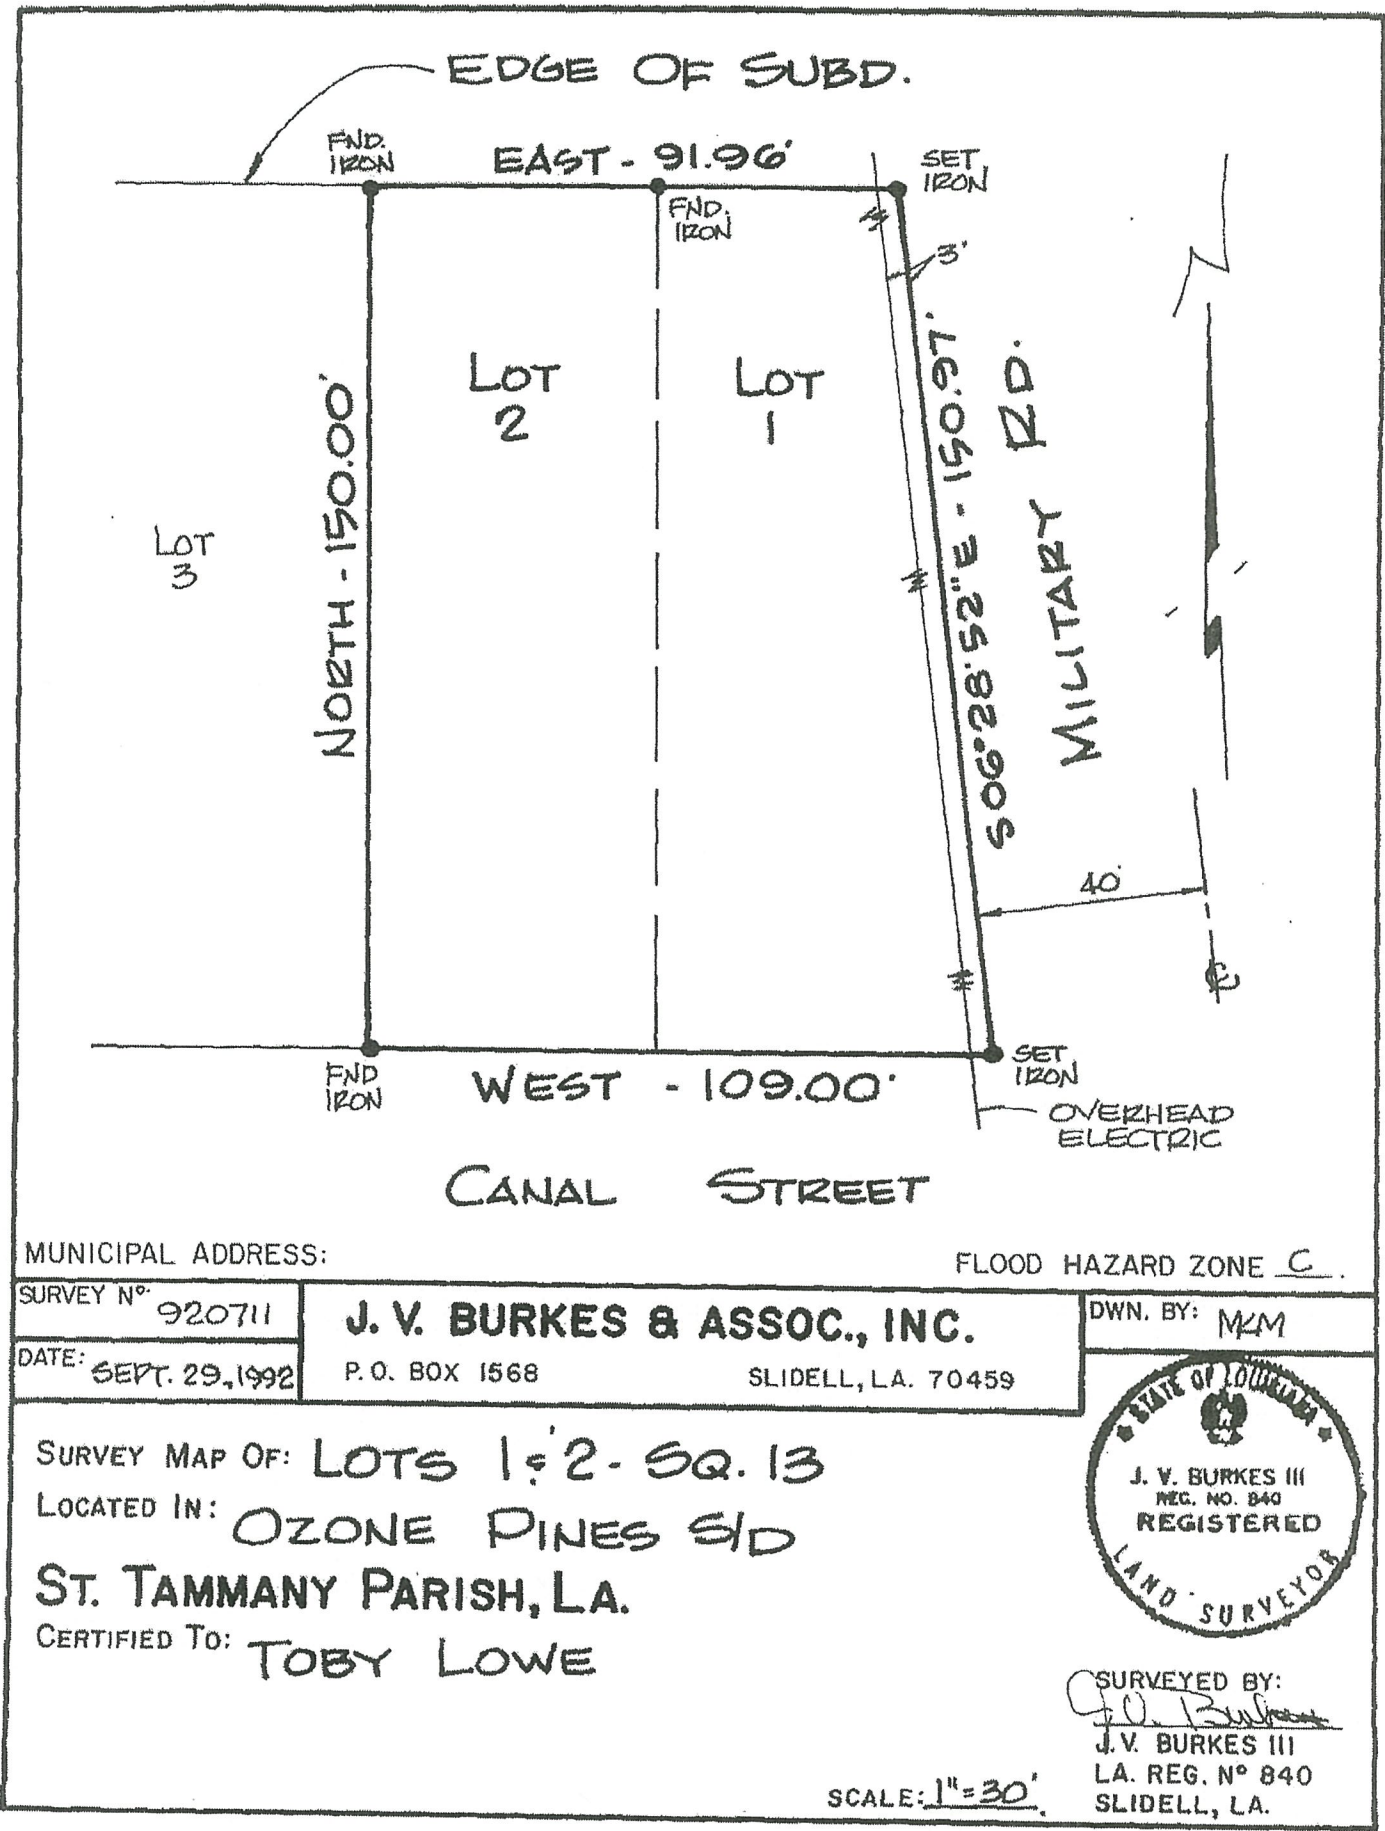 EDGE OF SUBD.
FND.
IRON
EAST - 91.96'
SET
IRON
FND.
IRON
3'
LOT
2
LOT
1
LOT
3
NORTH - 150.00'
S 06°28'52" E - 150.97'
MILITARY RD.
40'
℄
FND
IRON
WEST - 109.00'
SET
IRON
OVERHEAD
ELECTRIC
CANAL STREET
MUNICIPAL ADDRESS:
FLOOD HAZARD ZONE C.
SURVEY Nº. 920711
DATE: SEPT. 29, 1992
J. V. BURKES & ASSOC., INC.
P. O. BOX 1568 SLIDELL, LA. 70459
DWN. BY: MKM
SURVEY MAP OF: LOTS 1 & 2 - SQ. 13
LOCATED IN: OZONE PINES S/D
ST. TAMMANY PARISH, LA.
CERTIFIED TO: TOBY LOWE
STATE OF LOUISIANA
J. V. BURKES III
REG. NO. 840
REGISTERED
LAND SURVEYOR
SURVEYED BY:
J.V. Burkes
J. V. BURKES III
LA. REG. Nº 840
SLIDELL, LA.
SCALE: 1"=30'.